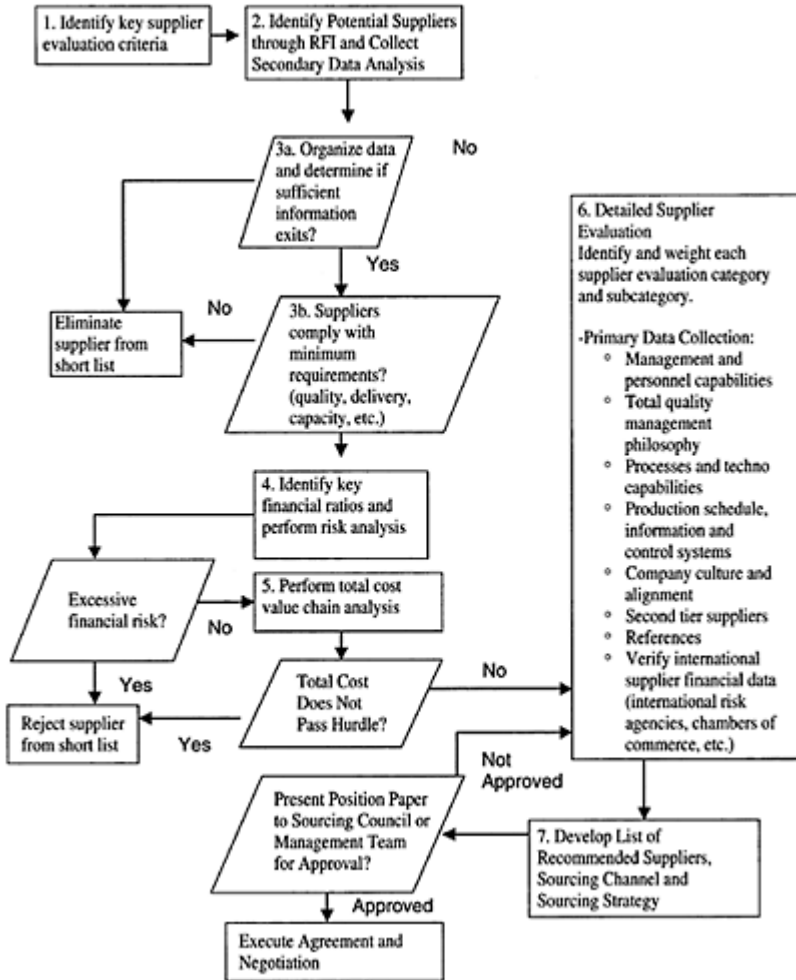 1. Identify key supplier
evaluation criteria
2. Identify Potential Suppliers
through RFI and Collect
Secondary Data Analysis
3a. Organize data
and determine if
sufficient
information
exits?
No
Yes
Eliminate
supplier from
short list
No
3b. Suppliers
comply with
minimum
requirements?
(quality, delivery,
capacity, etc.)
4. Identify key
financial ratios and
perform risk analysis
Excessive
financial risk?
No
Yes
5. Perform total cost
value chain analysis
Total Cost
Does Not
Pass Hurdle?
No
Yes
Reject supplier
from short list
6. Detailed Supplier
Evaluation
Identify and weight each
supplier evaluation category
and subcategory.
-Primary Data Collection:
° Management and
personnel capabilities
° Total quality
management
philosophy
° Processes and techno
capabilities
° Production schedule,
information and
control systems
° Company culture and
alignment
° Second tier suppliers
° References
° Verify international
supplier financial data
(international risk
agencies, chambers of
commerce, etc.)
7. Develop List of
Recommended Suppliers,
Sourcing Channel and
Sourcing Strategy
Present Position Paper
to Sourcing Council or
Management Team
for Approval?
Not
Approved
Approved
Execute Agreement and
Negotiation